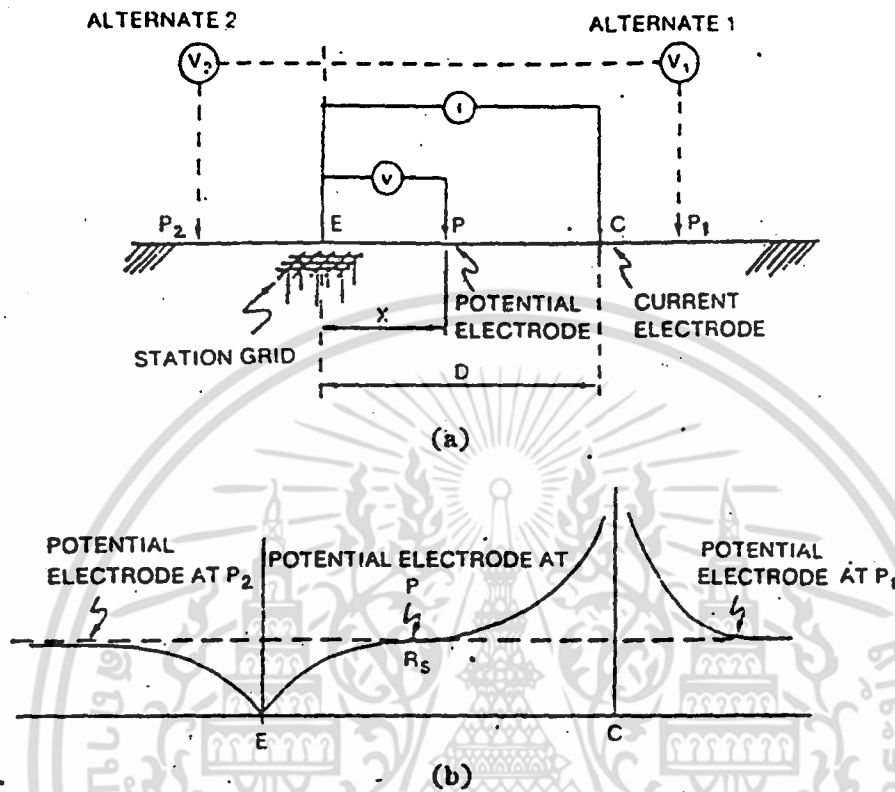 ALTERNATE 2
ALTERNATE 1
V2
V1
I
V
P2
E
P
C
P1
STATION GRID
X
POTENTIAL
ELECTRODE
CURRENT
ELECTRODE
D
(a)
POTENTIAL
ELECTRODE AT P2
POTENTIAL ELECTRODE AT
P
POTENTIAL
ELECTRODE AT P1
RS
E
C
(b)